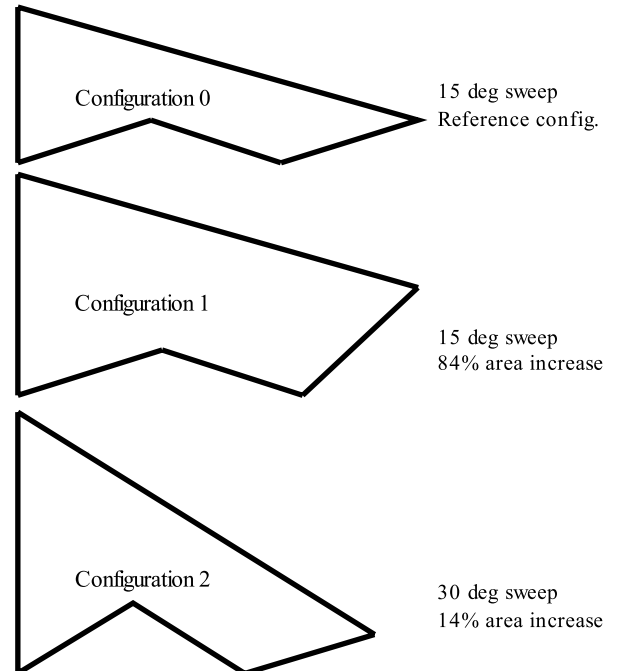 Configuration 0
15 deg sweep
Reference config.
Configuration 1
15 deg sweep
84% area increase
Configuration 2
30 deg sweep
14% area increase